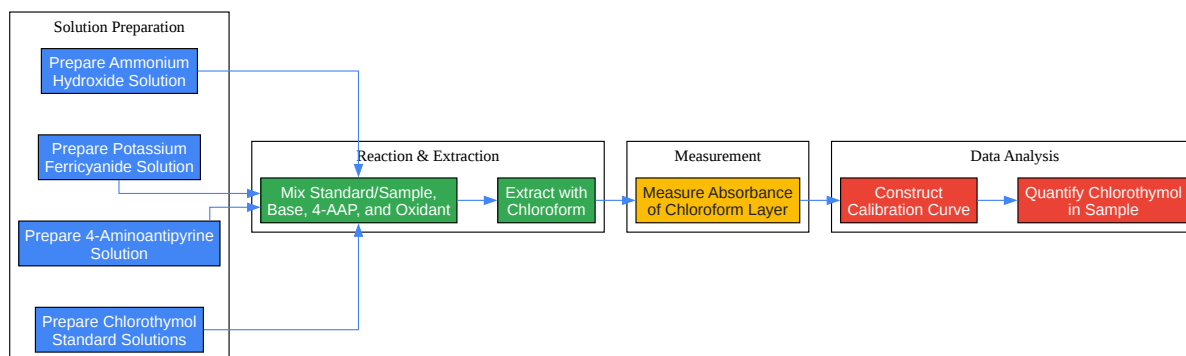 Solution Preparation
Prepare Ammonium
Hydroxide Solution
Prepare Potassium
Ferricyanide Solution
Prepare 4-Aminoantipyrine
Solution
Prepare Chlorothymol
Standard Solutions
Reaction & Extraction
Mix Standard/Sample,
Base, 4-AAP, and Oxidant
Extract with
Chloroform
Measurement
Measure Absorbance
of Chloroform Layer
Data Analysis
Construct
Calibration Curve
Quantify Chlorothymol
in Sample